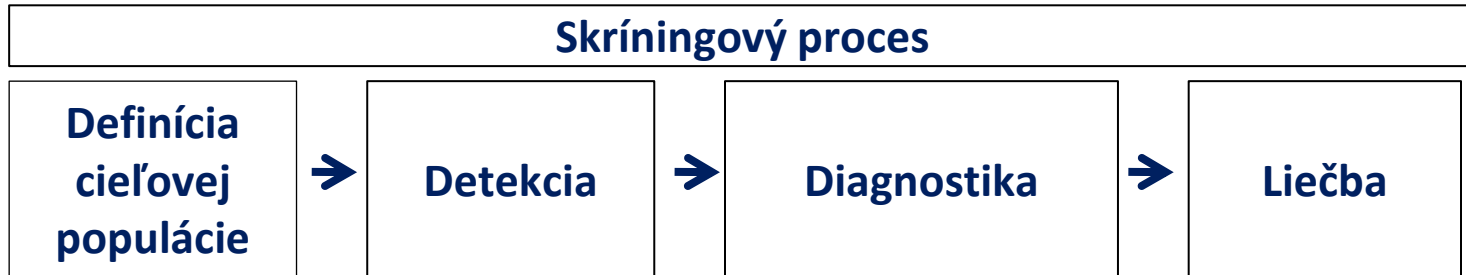 Skríningový proces
Definícia
cieľovej
populácie
Detekcia
Diagnostika
Liečba